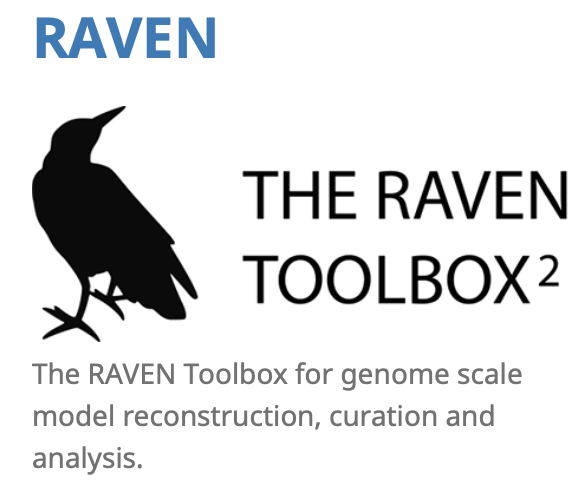 RAVEN
THE RAVEN
TOOLBOX²
The RAVEN Toolbox for genome scale
model reconstruction, curation and
analysis.